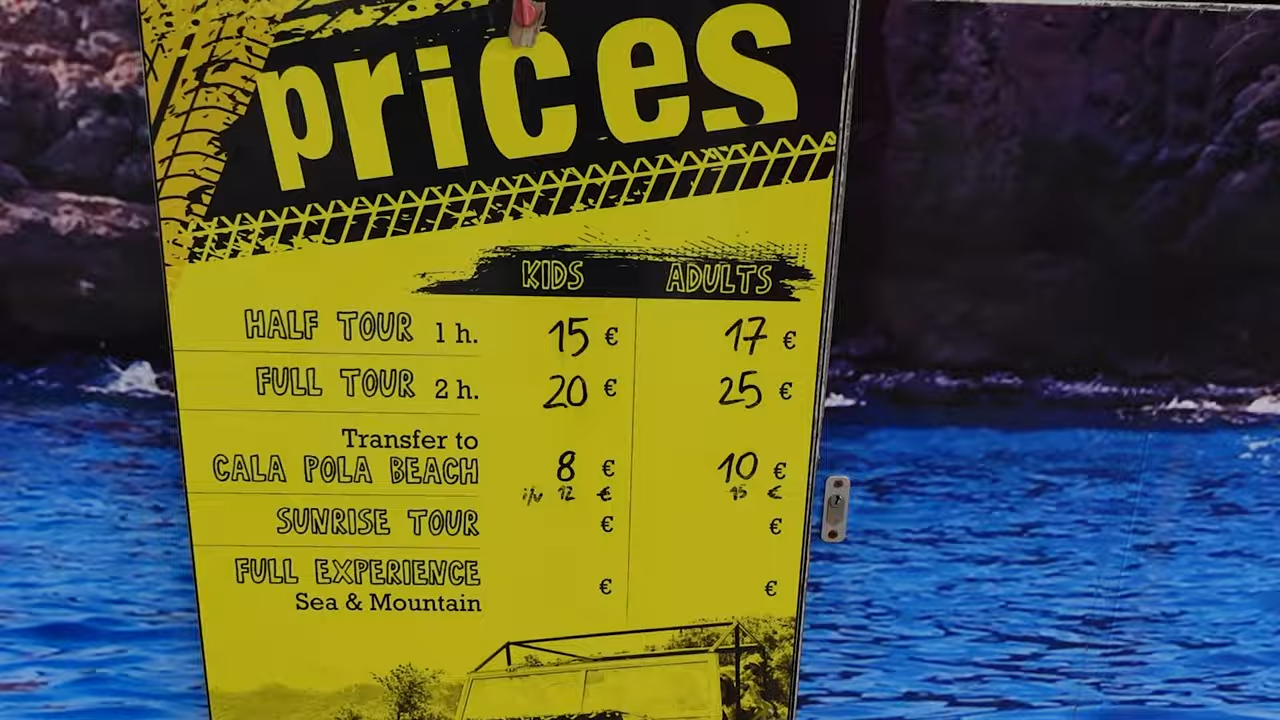 prices
KIDS ADULTS
HALF TOUR 1 h. 15 € 17 €
FULL TOUR 2 h. 20 € 25 €
Transfer to
CALA POLA BEACH 8 € 10 €
i/v 12 € 15 €
SUNRISE TOUR € €
FULL EXPERIENCE € €
Sea & Mountain